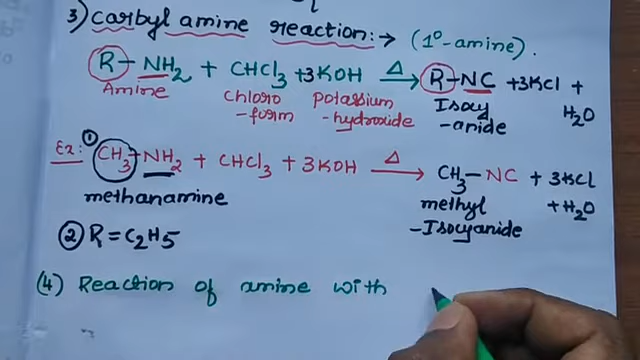 3) carbyl amine reaction:→ (1°-amine).
R-NH₂ + CHCl₃ +3KOH Δ→ R-NC +3KCl +
Amine Chloro potassium Isocy H₂O
-form -hydroxide -anide
Ex: ① CH₃-NH₂ + CHCl₃ + 3KOH Δ→ CH₃-NC + 3KCl
methanamine methyl +H₂O
-Isocyanide
② R=C₂H₅
(4) Reaction of amine with